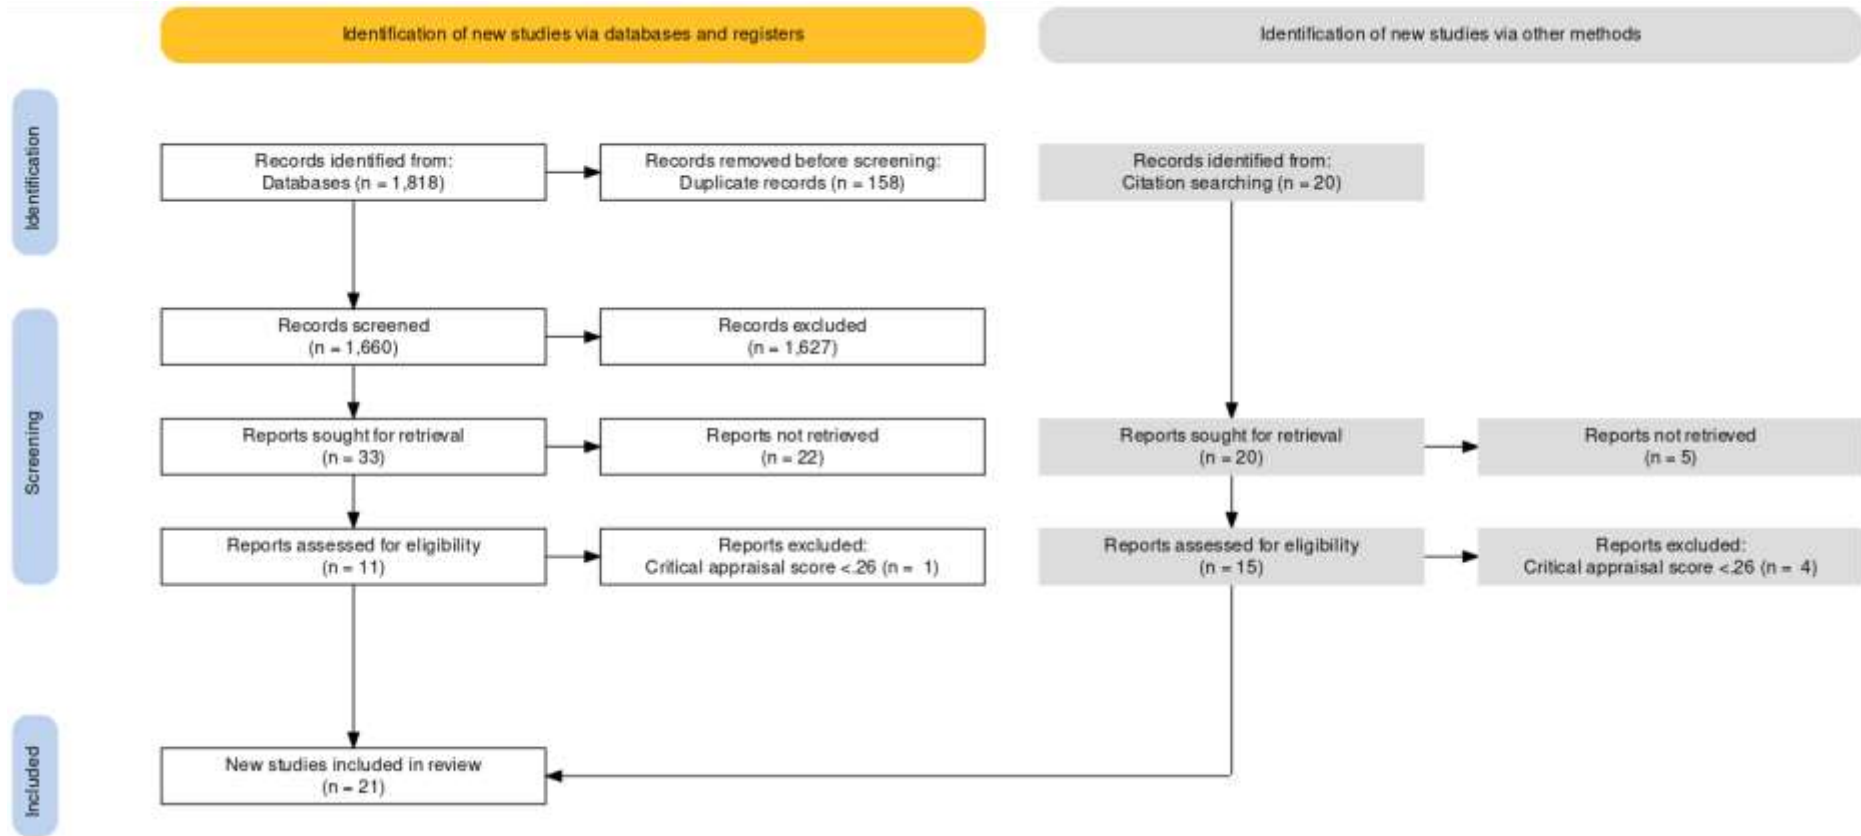 Identification of new studies via databases and registers
Identification of new studies via other methods
Identification
Records identified from:
Databases (n = 1,818)
Records removed before screening:
Duplicate records (n = 158)
Records identified from:
Citation searching (n = 20)
Screening
Records screened
(n = 1,660)
Records excluded
(n = 1,627)
Reports sought for retrieval
(n = 33)
Reports not retrieved
(n = 22)
Reports sought for retrieval
(n = 20)
Reports not retrieved
(n = 5)
Reports assessed for eligibility
(n = 11)
Reports excluded:
Critical appraisal score <.26 (n = 1)
Reports assessed for eligibility
(n = 15)
Reports excluded:
Critical appraisal score <.26 (n = 4)
Included
New studies included in review
(n = 21)